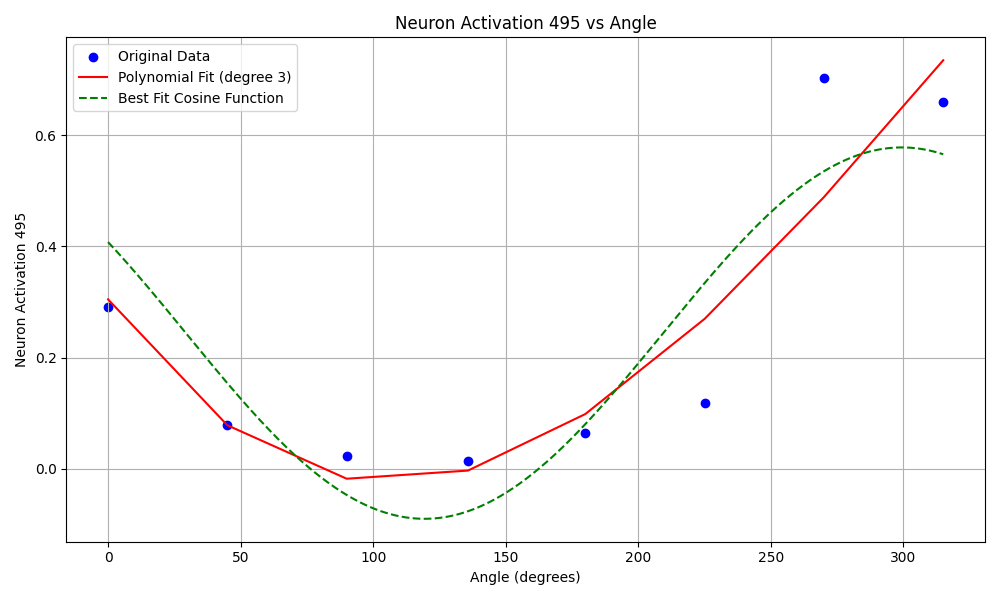 Neuron Activation 495 vs Angle
Original Data
Polynomial Fit (degree 3)
Best Fit Cosine Function
Neuron Activation 495
0.6
0.4
0.2
0.0
0 50 100 150 200 250 300
Angle (degrees)